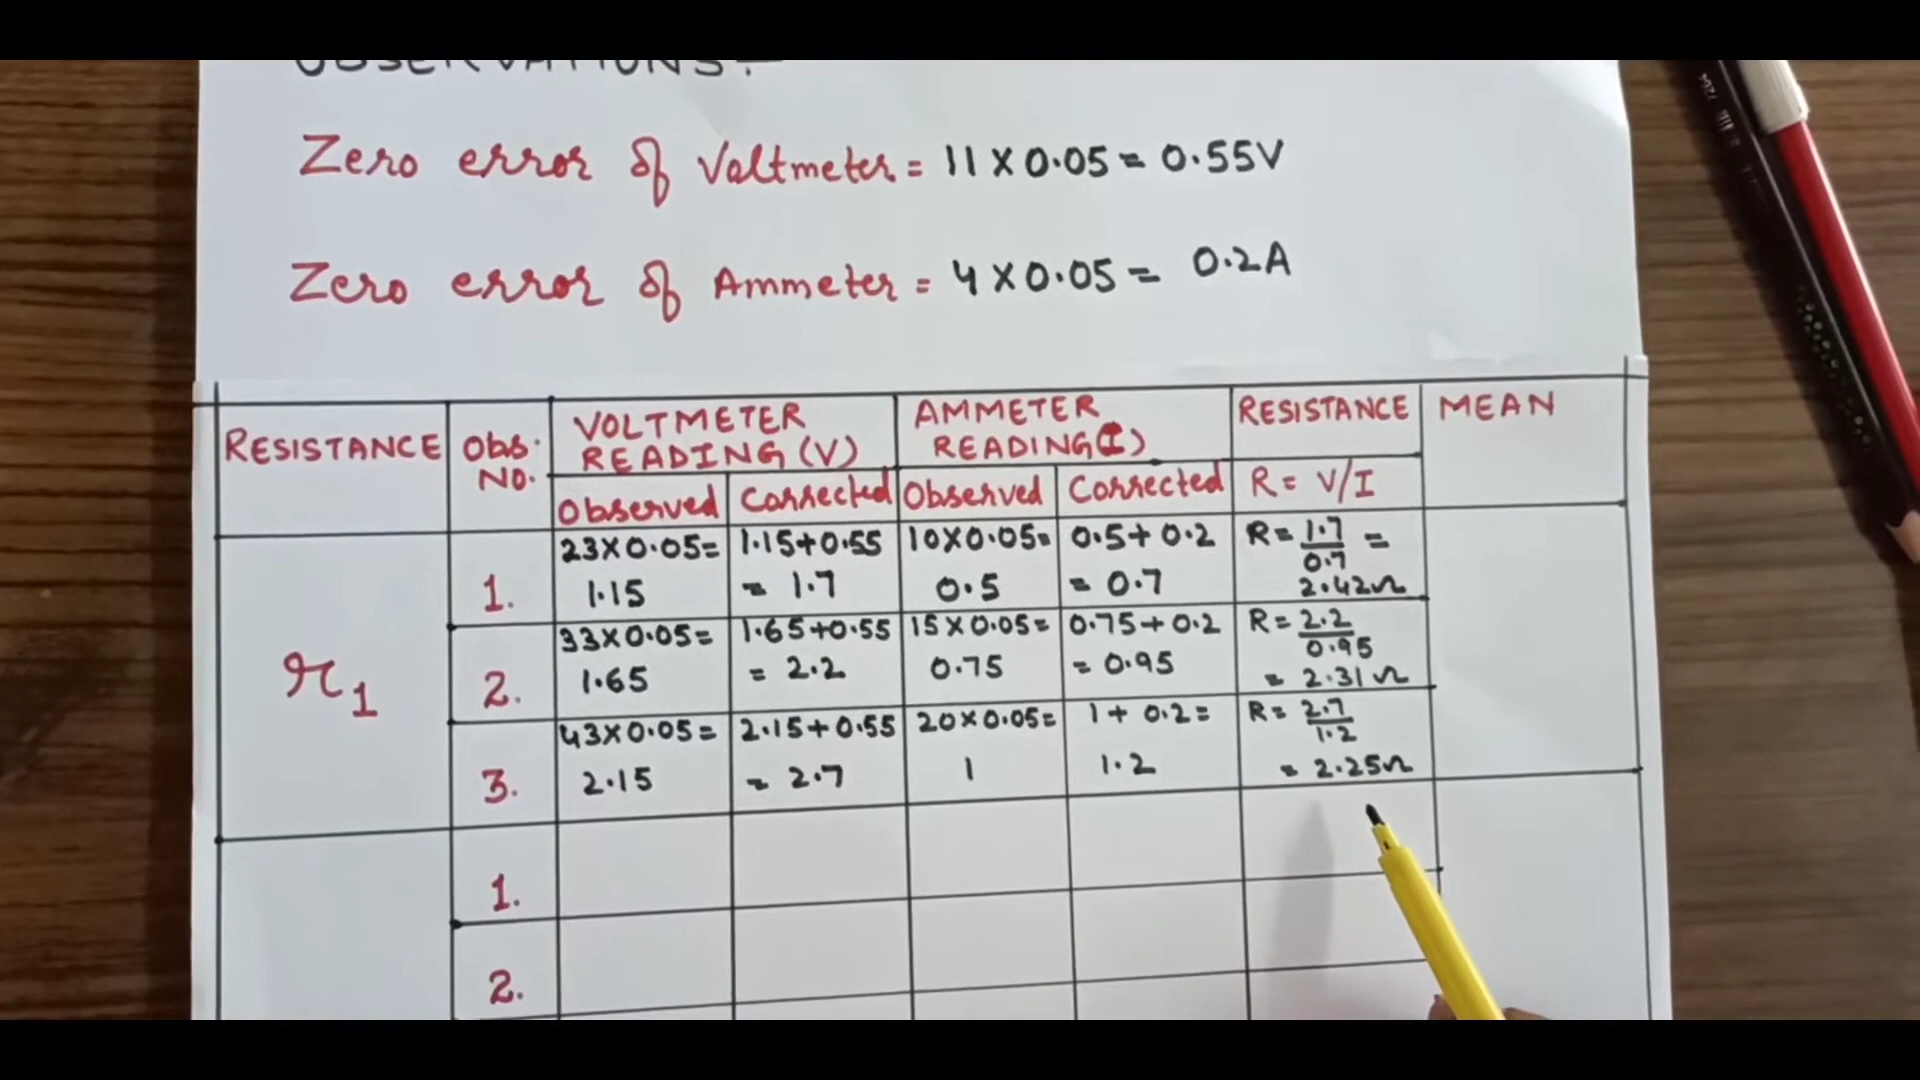 OBSERVATIONS:-
Zero error of Voltmeter = 11 X 0.05 = 0.55V
Zero error of Ammeter = 4 X 0.05 = 0.2A
RESISTANCE
Obs.
NO.
VOLTMETER
READING (V)
AMMETER
READING(I)
RESISTANCE
MEAN
Observed
Corrected
Observed
Corrected
R = V/I
r1
1.
23X0.05=
1.15
1.15+0.55
= 1.7
10X0.05=
0.5
0.5+0.2
= 0.7
R = 1.7/0.7 =
2.42Ω
2.
33X0.05=
1.65
1.65+0.55
= 2.2
15X0.05=
0.75
0.75+0.2
= 0.95
R = 2.2/0.95
= 2.31Ω
3.
43X0.05=
2.15
2.15+0.55
= 2.7
20X0.05=
1
1+0.2=
1.2
R = 2.7/1.2
= 2.25Ω
1.
2.